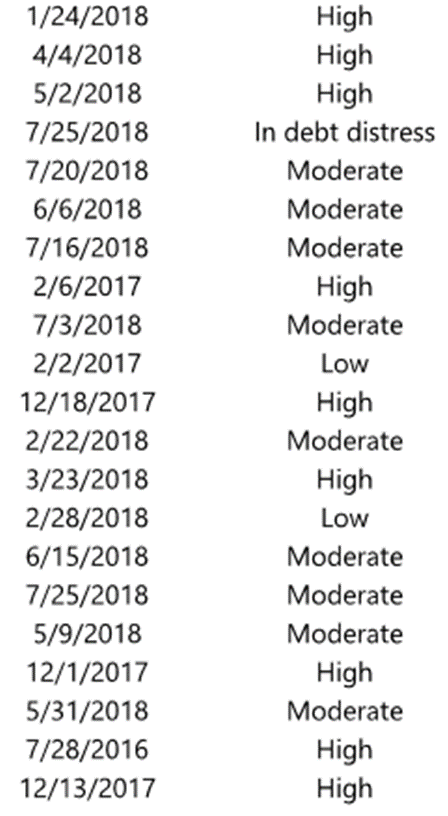 1/24/2018 High
4/4/2018 High
5/2/2018 High
7/25/2018 In debt distress
7/20/2018 Moderate
6/6/2018 Moderate
7/16/2018 Moderate
2/6/2017 High
7/3/2018 Moderate
2/2/2017 Low
12/18/2017 High
2/22/2018 Moderate
3/23/2018 High
2/28/2018 Low
6/15/2018 Moderate
7/25/2018 Moderate
5/9/2018 Moderate
12/1/2017 High
5/31/2018 Moderate
7/28/2016 High
12/13/2017 High